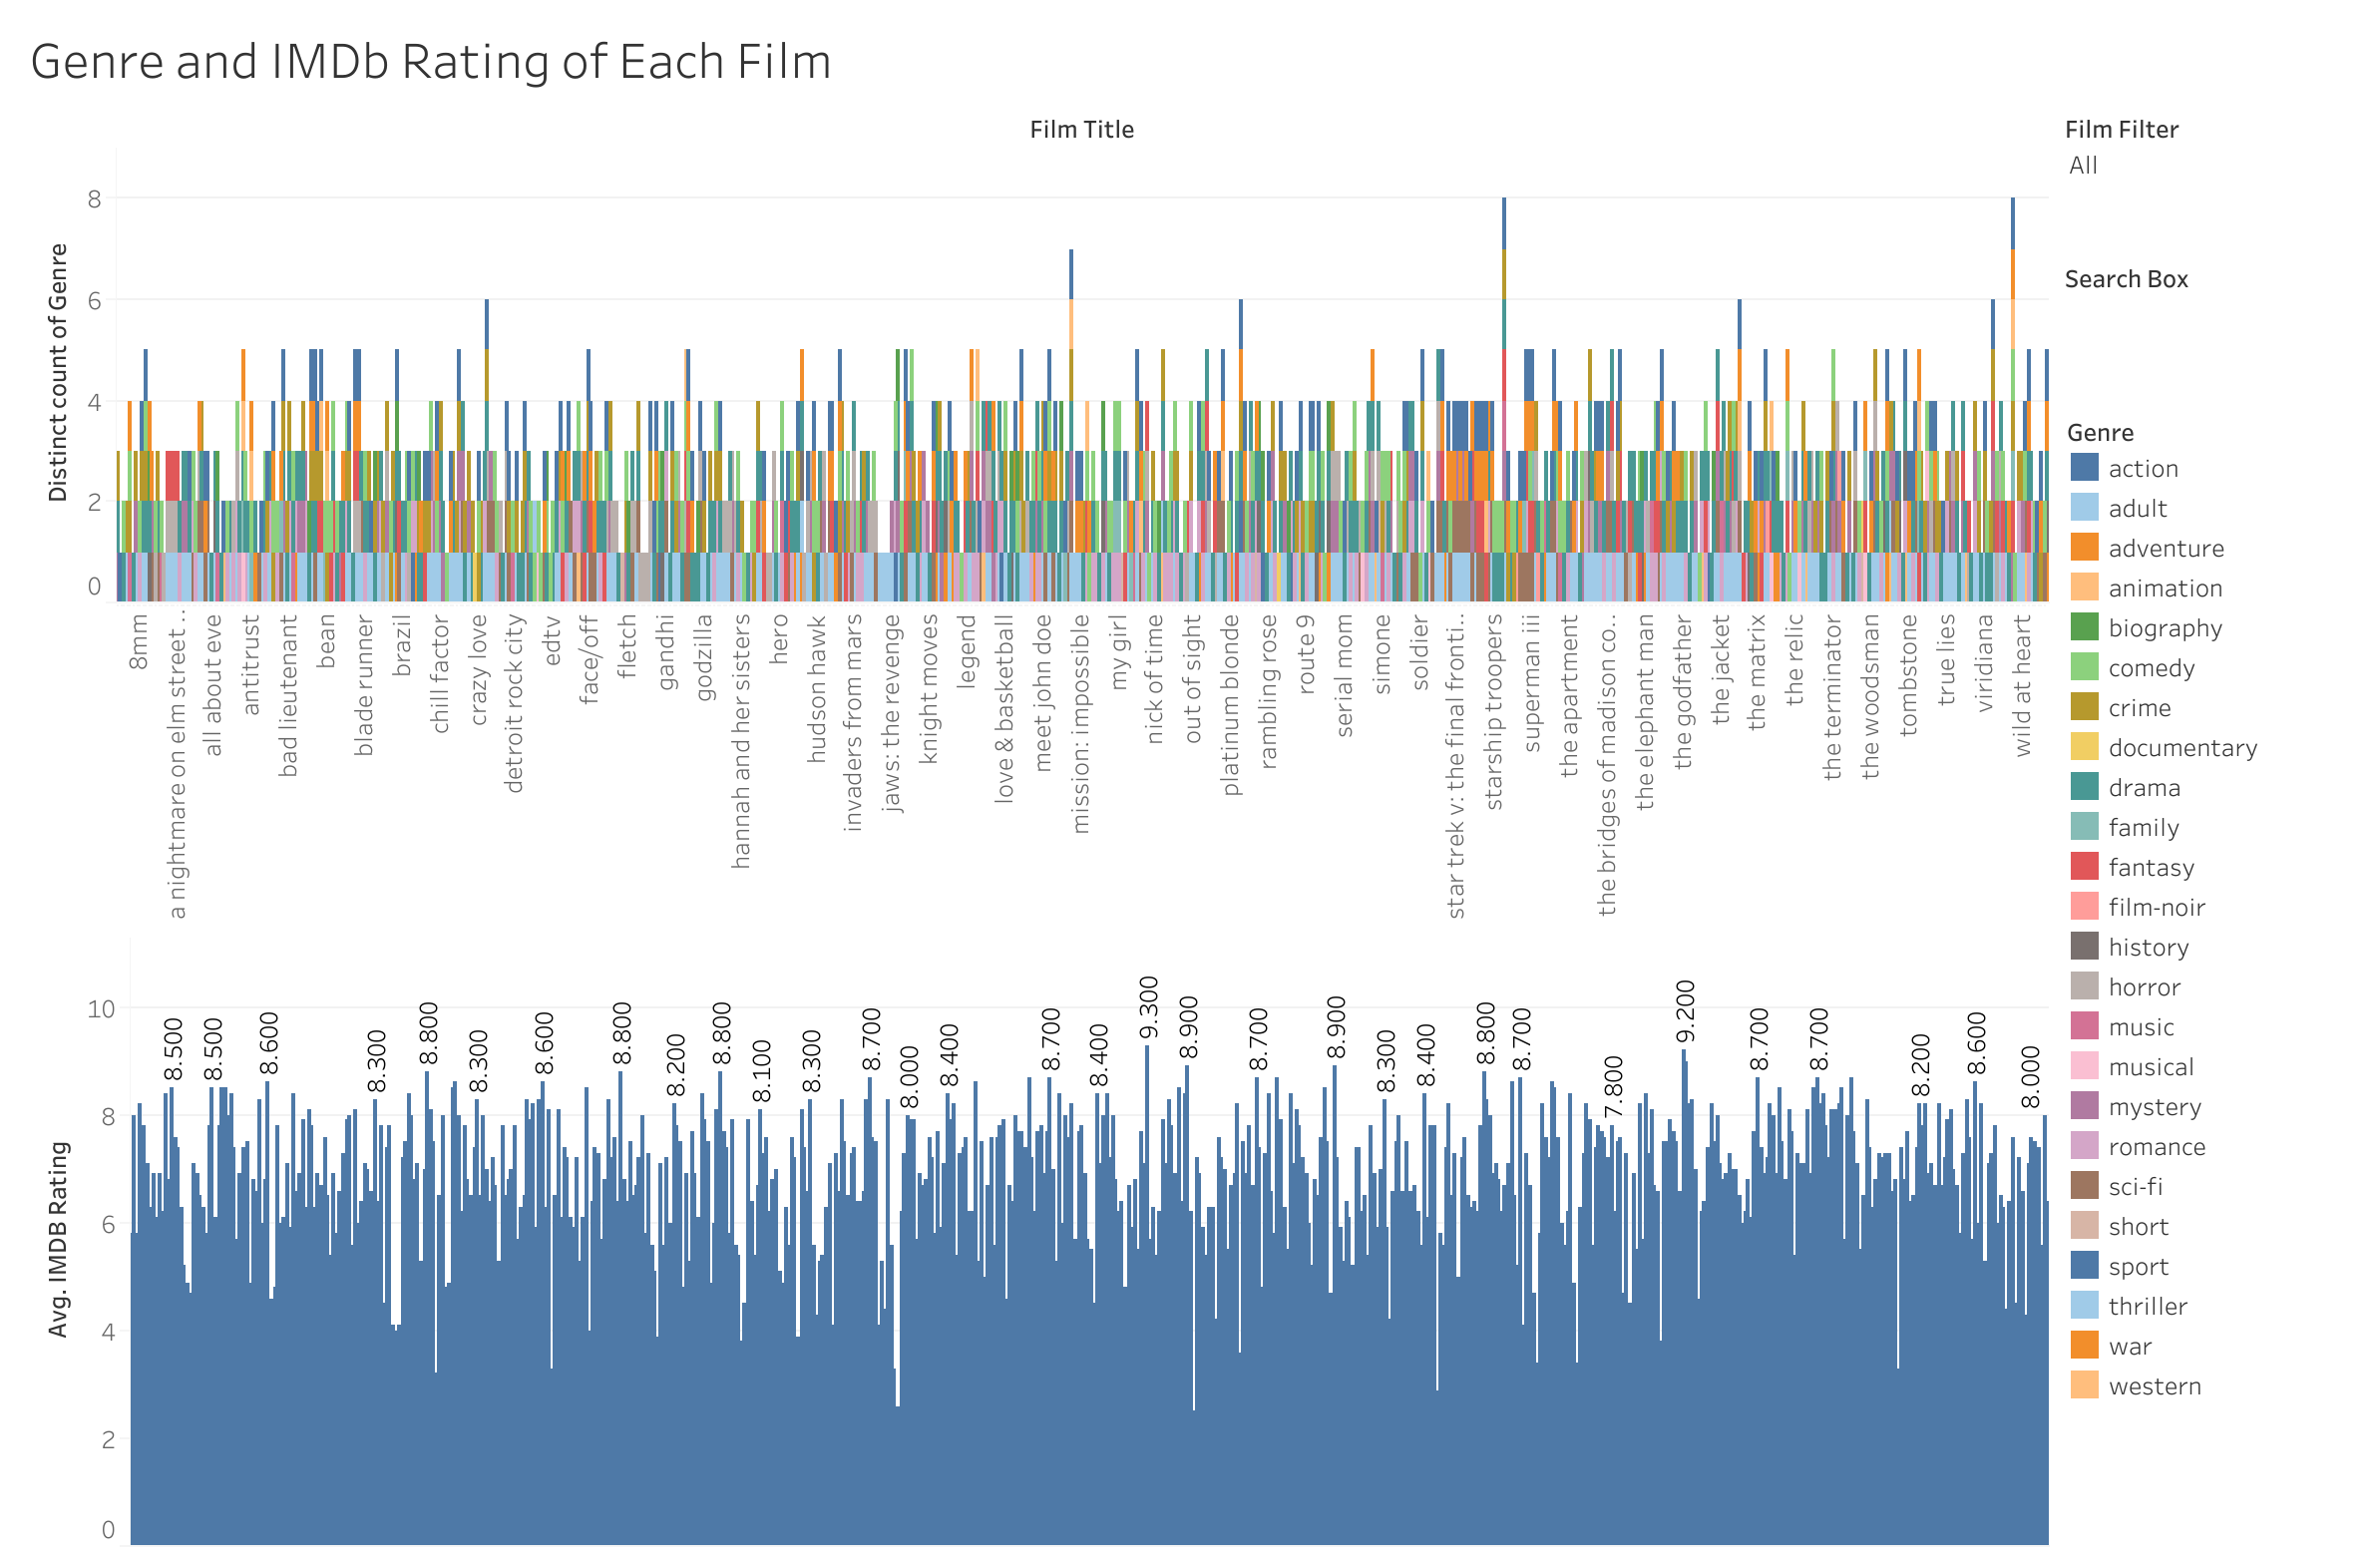 Genre and IMDb Rating of Each Film
Film Title
Distinct count of Genre
8
6
4
2
0
8mm
a nightmare on elm street ..
all about eve
antitrust
bad lieutenant
bean
blade runner
brazil
chill factor
crazy love
detroit rock city
edtv
face/off
fletch
gandhi
godzilla
hannah and her sisters
hero
hudson hawk
invaders from mars
jaws: the revenge
knight moves
legend
love & basketball
meet john doe
mission: impossible
my girl
nick of time
out of sight
platinum blonde
rambling rose
route 9
serial mom
simone
soldier
star trek v: the final fronti..
starship troopers
superman iii
the apartment
the bridges of madison co..
the elephant man
the godfather
the jacket
the matrix
the relic
the terminator
the woodsman
tombstone
true lies
viridiana
wild at heart
Avg. IMDB Rating
10
8
6
4
2
0
8.500
8.500
8.600
8.300
8.800
8.300
8.600
8.800
8.200
8.800
8.100
8.300
8.700
8.000
8.400
8.700
8.400
9.300
8.900
8.700
8.900
8.300
8.400
8.800
8.700
7.800
9.200
8.700
8.700
8.200
8.600
8.000
Film Filter
All
Search Box
Genre
action
adult
adventure
animation
biography
comedy
crime
documentary
drama
family
fantasy
film-noir
history
horror
music
musical
mystery
romance
sci-fi
short
sport
thriller
war
western